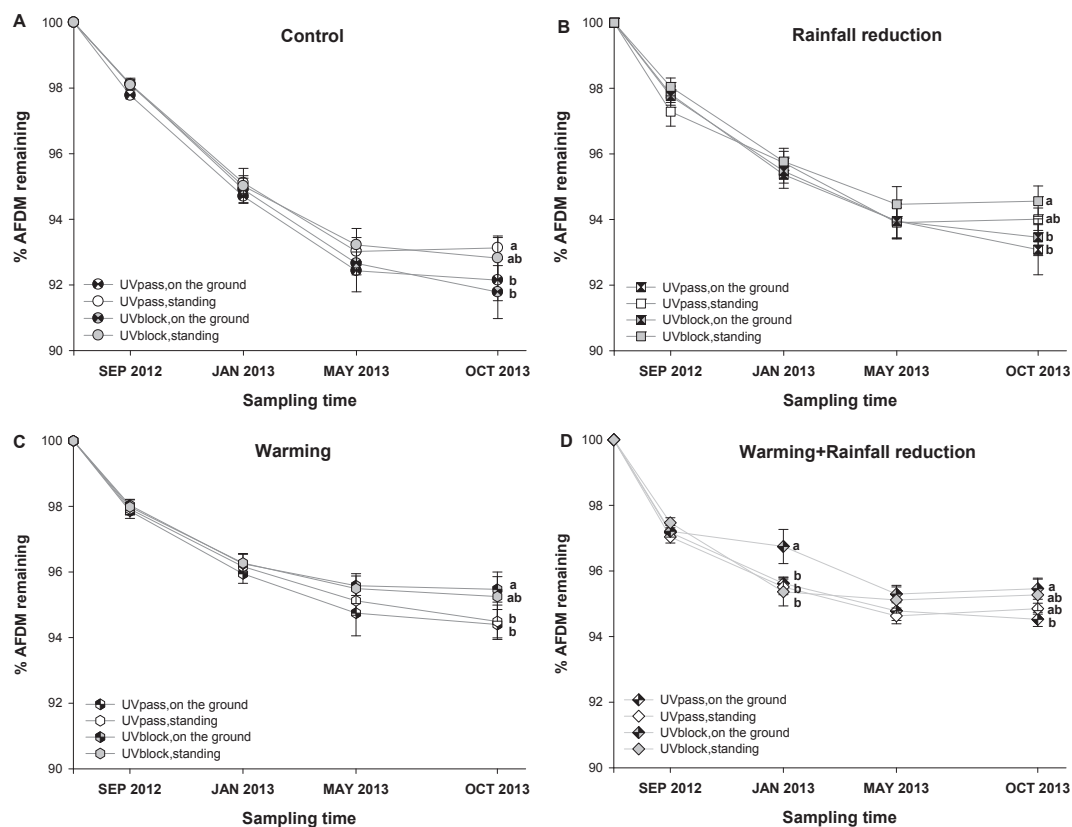 A
Control
100
98
96
94
92
90
% AFDM remaining
a
ab
b
b
UVpass,on the ground
UVpass,standing
UVblock,on the ground
UVblock,standing
SEP 2012
JAN 2013
MAY 2013
OCT 2013
Sampling time
B
Rainfall reduction
100
98
96
94
92
90
% AFDM remaining
a
ab
b
b
UVpass,on the ground
UVpass,standing
UVblock,on the ground
UVblock,standing
SEP 2012
JAN 2013
MAY 2013
OCT 2013
Sampling time
C
Warming
100
98
96
94
92
90
% AFDM remaining
a
ab
b
b
UVpass,on the ground
UVpass,standing
UVblock,on the ground
UVblock,standing
SEP 2012
JAN 2013
MAY 2013
OCT 2013
Sampling time
D
Warming+Rainfall reduction
100
98
96
94
92
90
% AFDM remaining
a
b
b
b
a
ab
ab
b
UVpass,on the ground
UVpass,standing
UVblock,on the ground
UVblock,standing
SEP 2012
JAN 2013
MAY 2013
OCT 2013
Sampling time